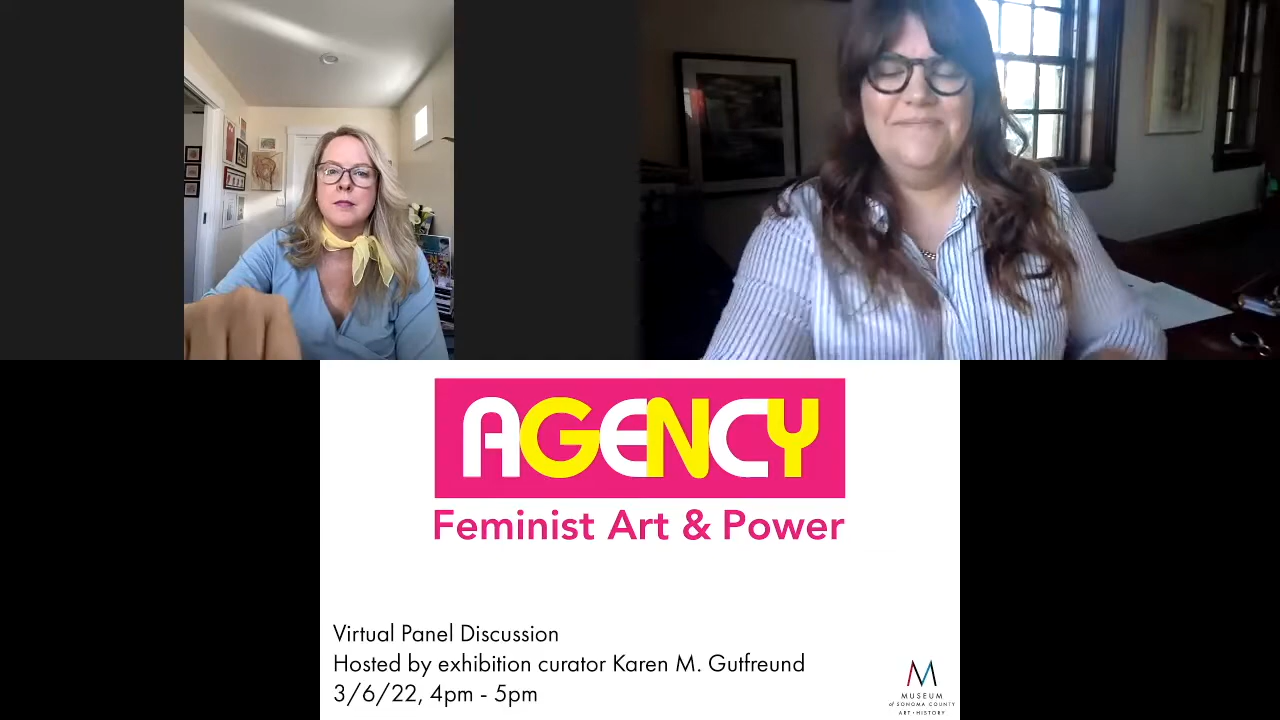 AGENCY
Feminist Art & Power
Virtual Panel Discussion
Hosted by exhibition curator Karen M. Gutfreund
3/6/22, 4pm - 5pm
M
MUSEUM
of SONOMA COUNTY
ART • HISTORY